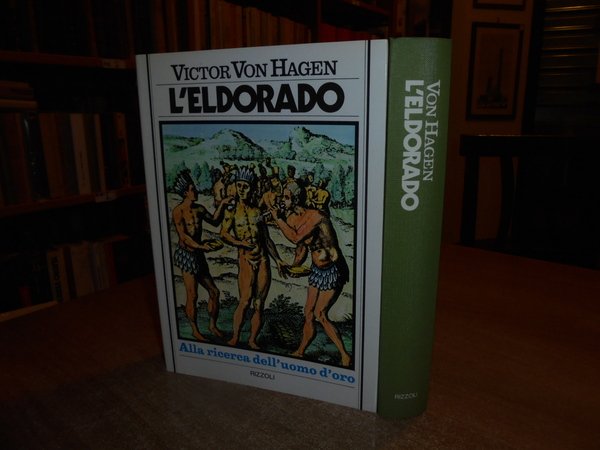 VICTOR VON HAGEN
L'ELDORADO
Alla ricerca dell'uomo d'oro
RIZZOLI
VON HAGEN
L'ELDORADO
RIZZOLI